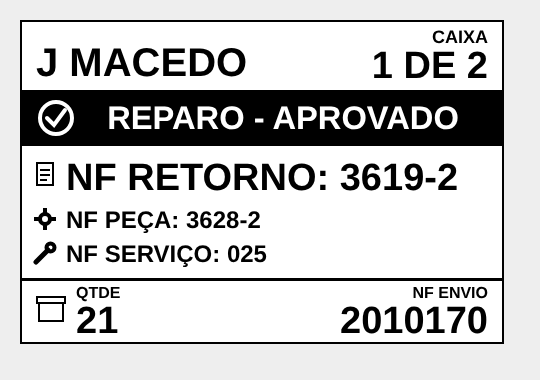 J MACEDO
CAIXA
1 DE 2
REPARO - APROVADO
NF RETORNO: 3619-2
NF PEÇA: 3628-2
NF SERVIÇO: 025
QTDE
21
NF ENVIO
2010170